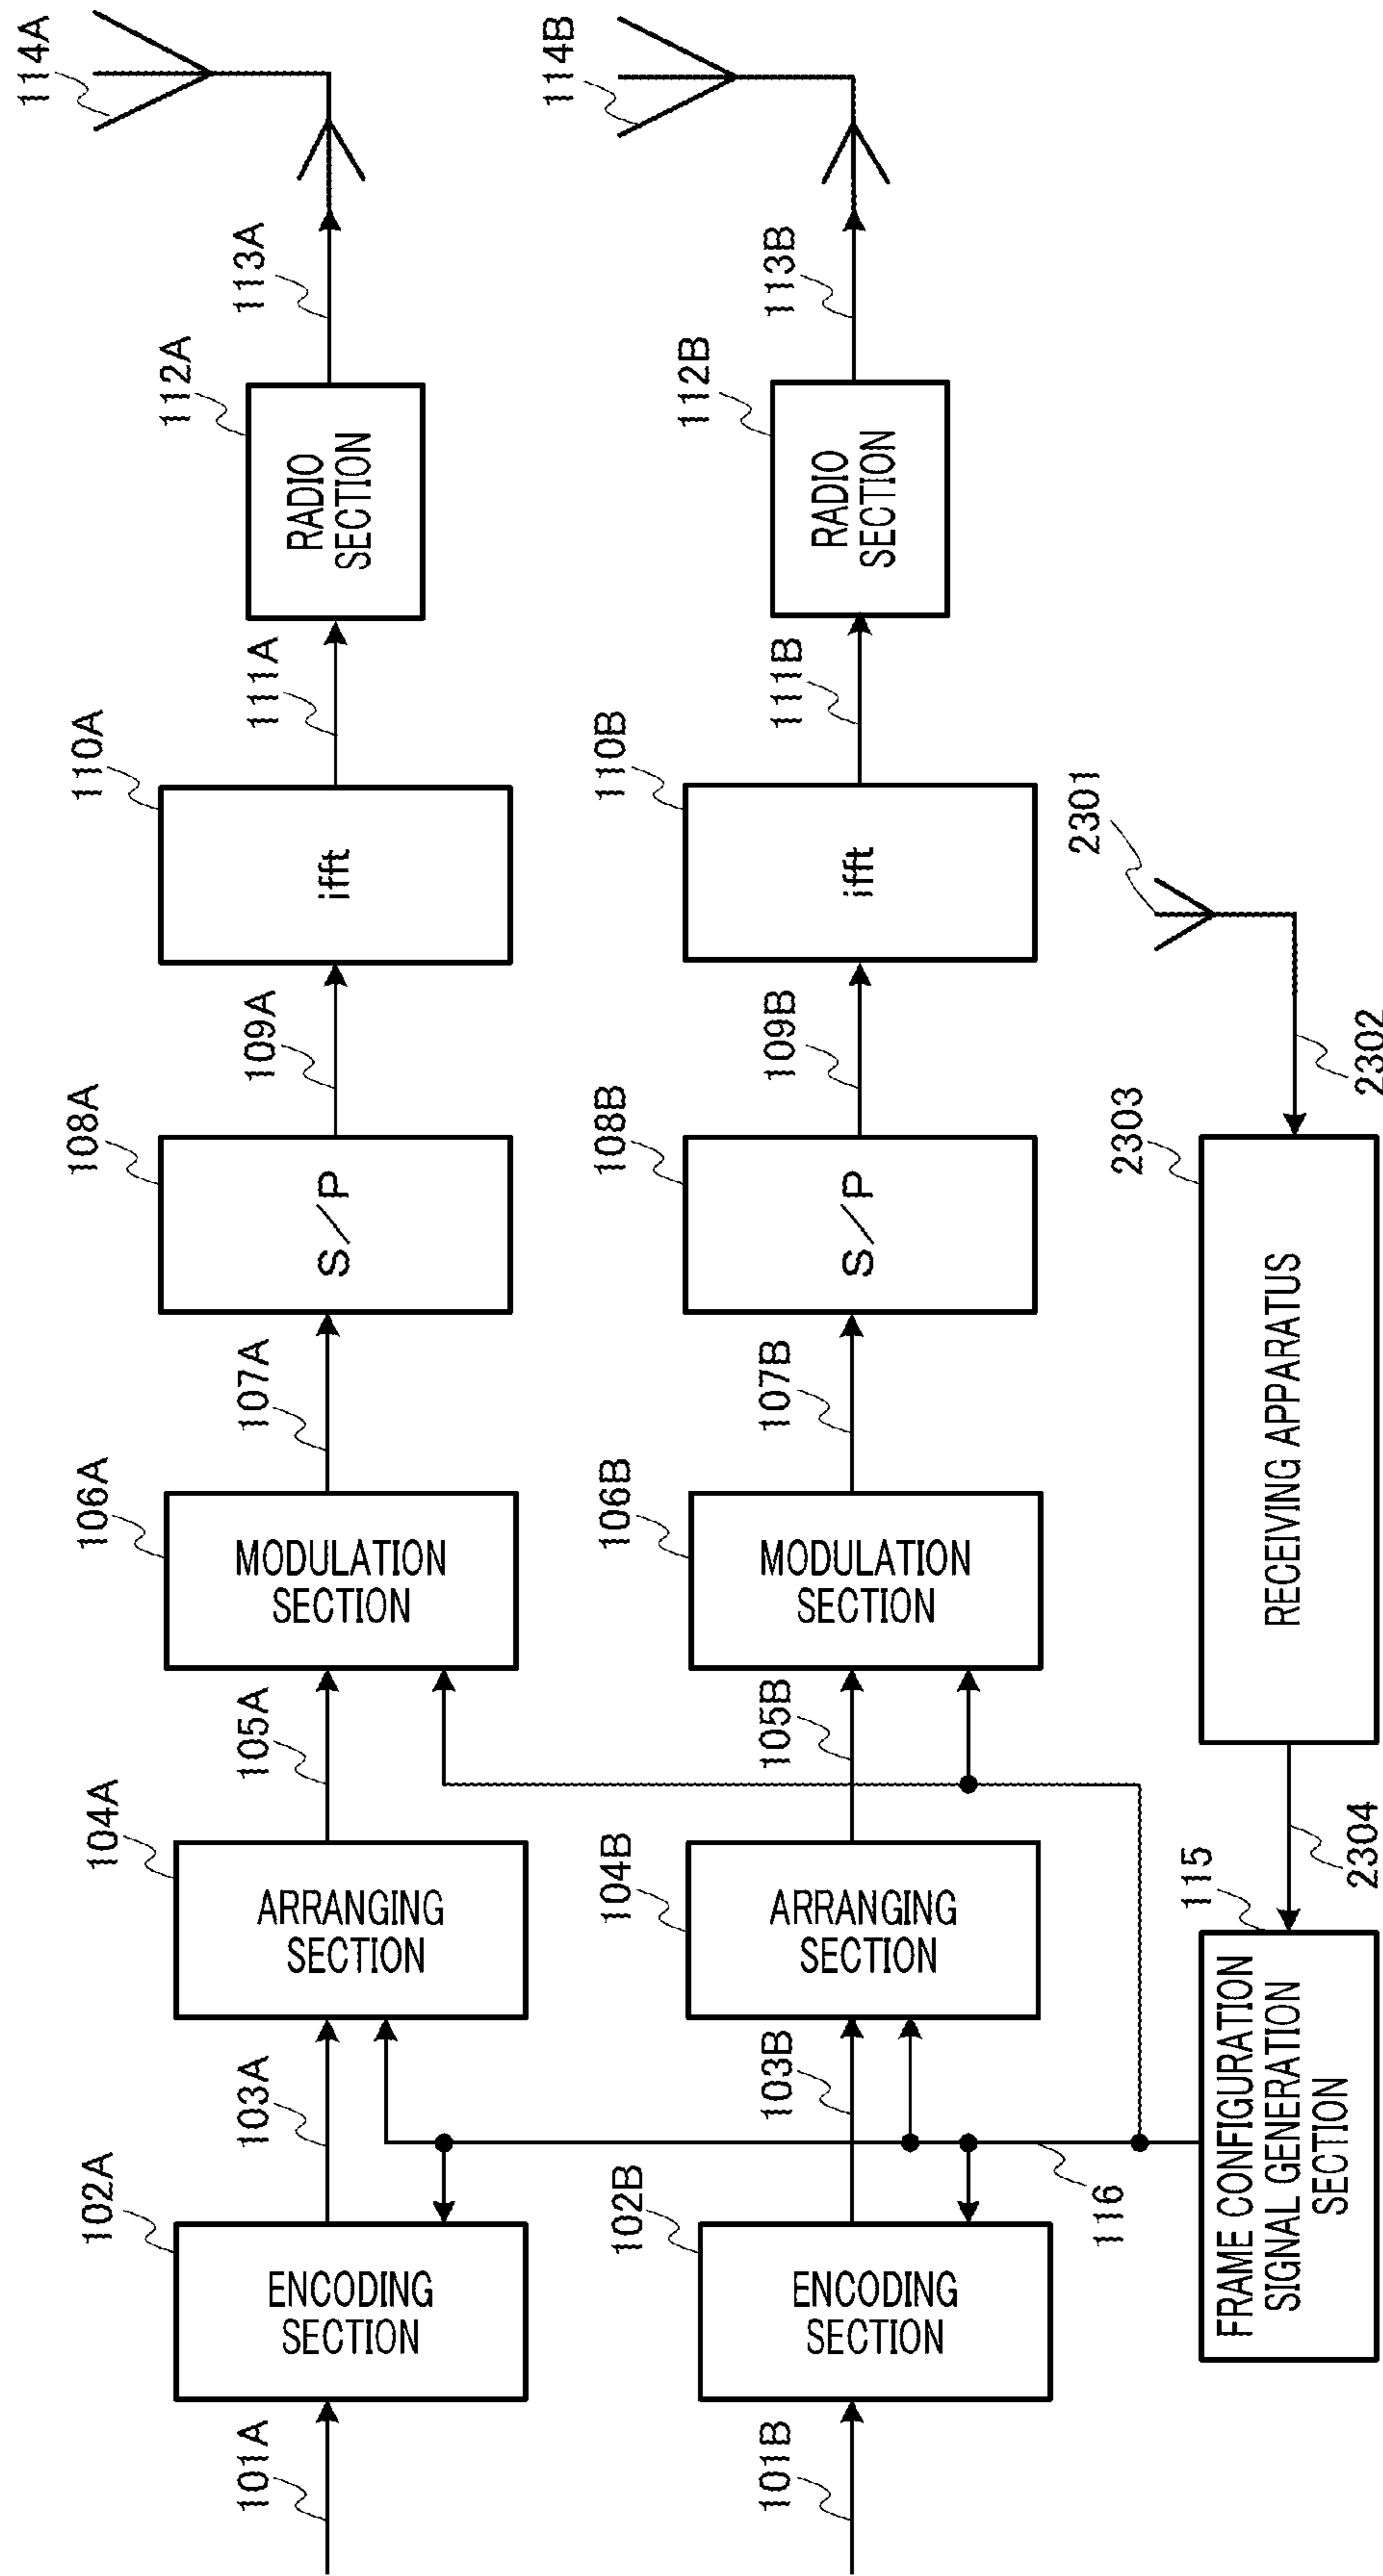 101A
102A
ENCODING
SECTION
103A
104A
ARRANGING
SECTION
105A
106A
MODULATION
SECTION
107A
108A
S/P
109A
110A
ifft
111A
112A
RADIO
SECTION
113A
114A
101B
102B
ENCODING
SECTION
103B
104B
ARRANGING
SECTION
105B
106B
MODULATION
SECTION
107B
108B
S/P
109B
110B
ifft
111B
112B
RADIO
SECTION
113B
114B
116
115
FRAME CONFIGURATION
SIGNAL GENERATION
SECTION
2304
2303
RECEIVING APPARATUS
2302
2301